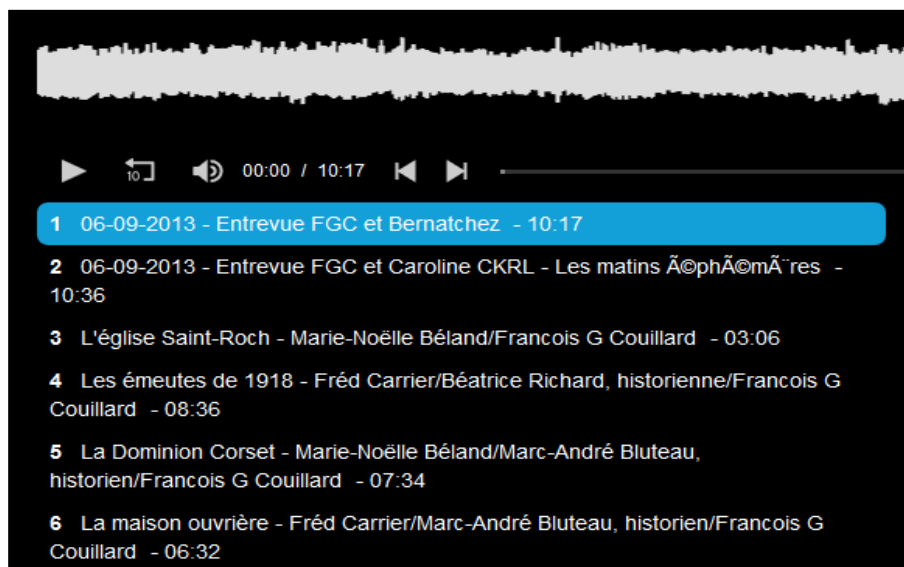 10
00:00 / 10:17
1 06-09-2013 - Entrevue FGC et Bernatchez - 10:17
2 06-09-2013 - Entrevue FGC et Caroline CKRL - Les matins Ã©phÃ©mÃ¨res -
10:36
3 L'église Saint-Roch - Marie-Noëlle Béland/Francois G Couillard - 03:06
4 Les émeutes de 1918 - Fréd Carrier/Béatrice Richard, historienne/Francois G
Couillard - 08:36
5 La Dominion Corset - Marie-Noëlle Béland/Marc-André Bluteau,
historien/Francois G Couillard - 07:34
6 La maison ouvrière - Fréd Carrier/Marc-André Bluteau, historien/Francois G
Couillard - 06:32